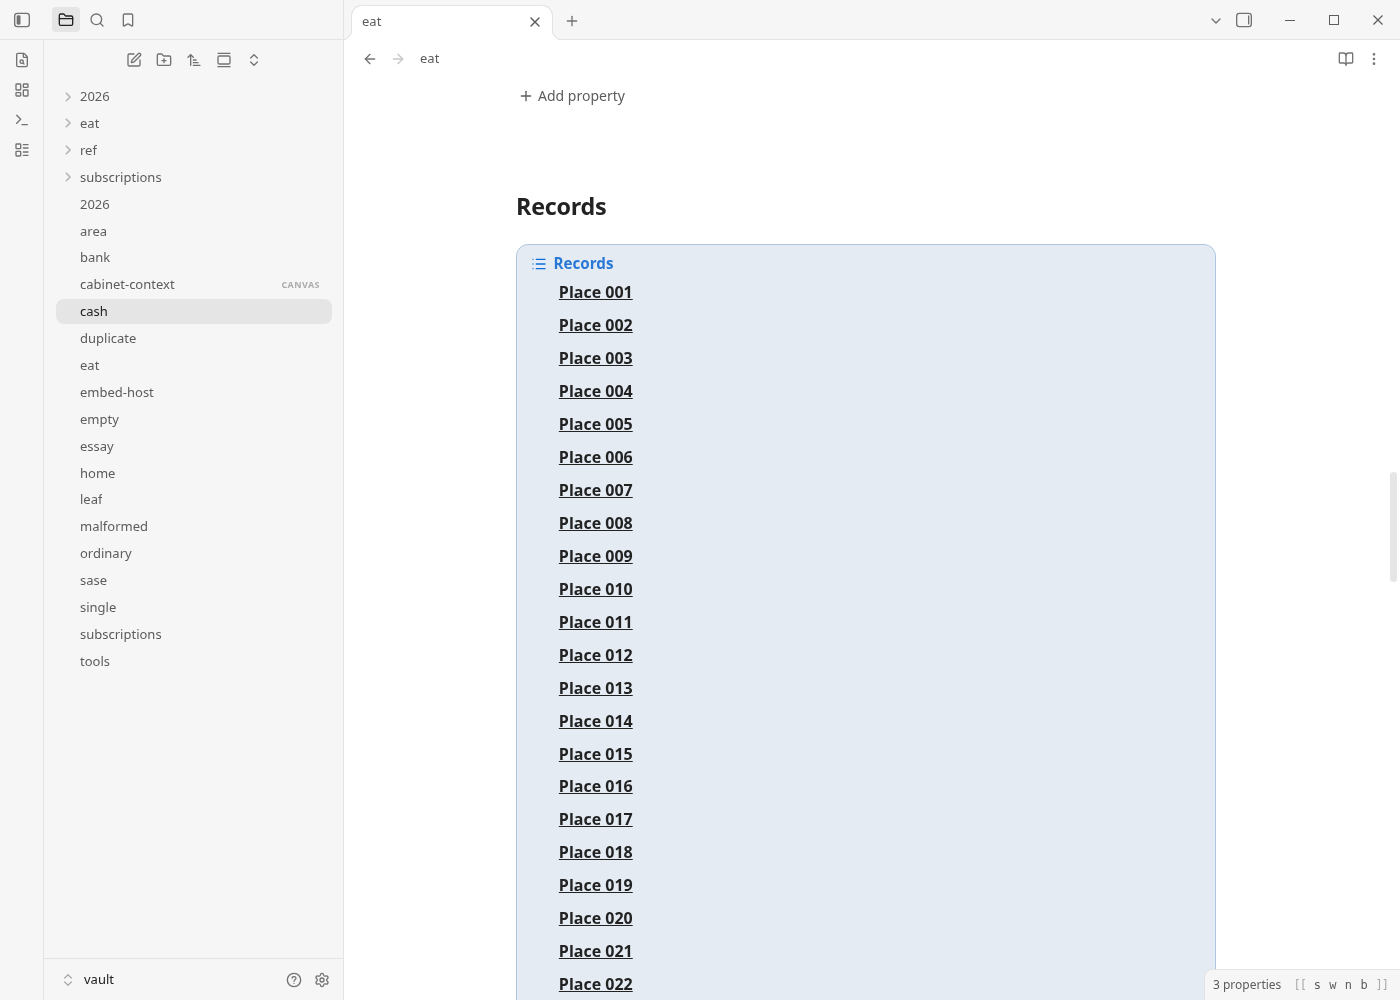 eat
eat
2026
eat
ref
subscriptions
2026
area
bank
cabinet-context CANVAS
cash
duplicate
eat
embed-host
empty
essay
home
leaf
malformed
ordinary
sase
single
subscriptions
tools
vault
Add property
Records
Records
Place 001
Place 002
Place 003
Place 004
Place 005
Place 006
Place 007
Place 008
Place 009
Place 010
Place 011
Place 012
Place 013
Place 014
Place 015
Place 016
Place 017
Place 018
Place 019
Place 020
Place 021
Place 022
3 properties [[ s w n b ]]